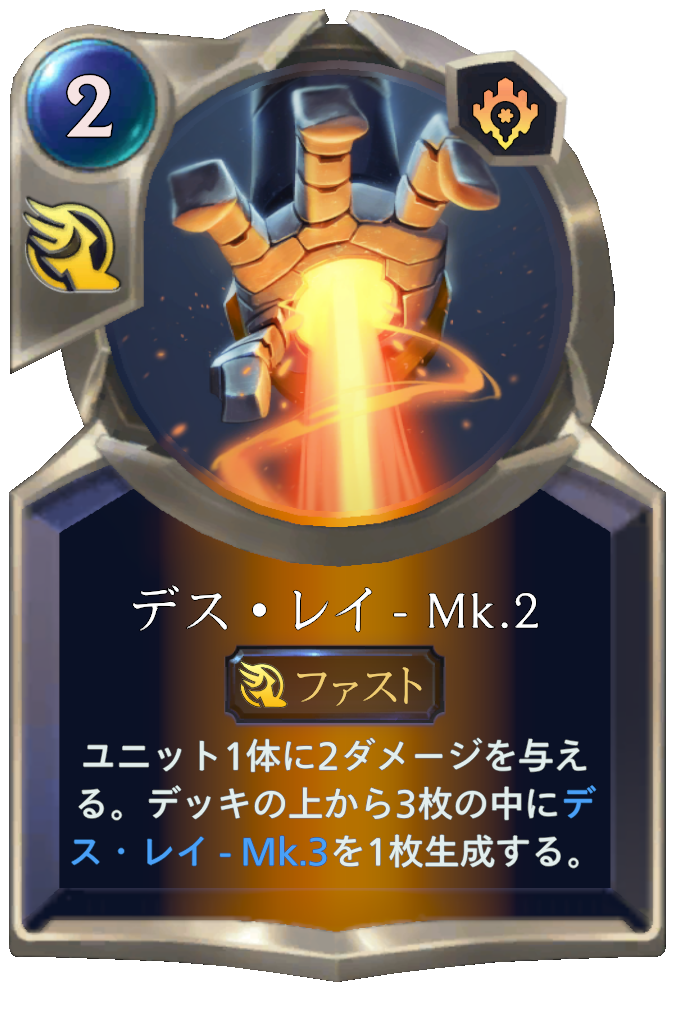 2
デス・レイ - Mk.2
ファスト
ユニット1体に2ダメージを与え
る。デッキの上から3枚の中にデ
ス・レイ - Mk.3を1枚生成する。